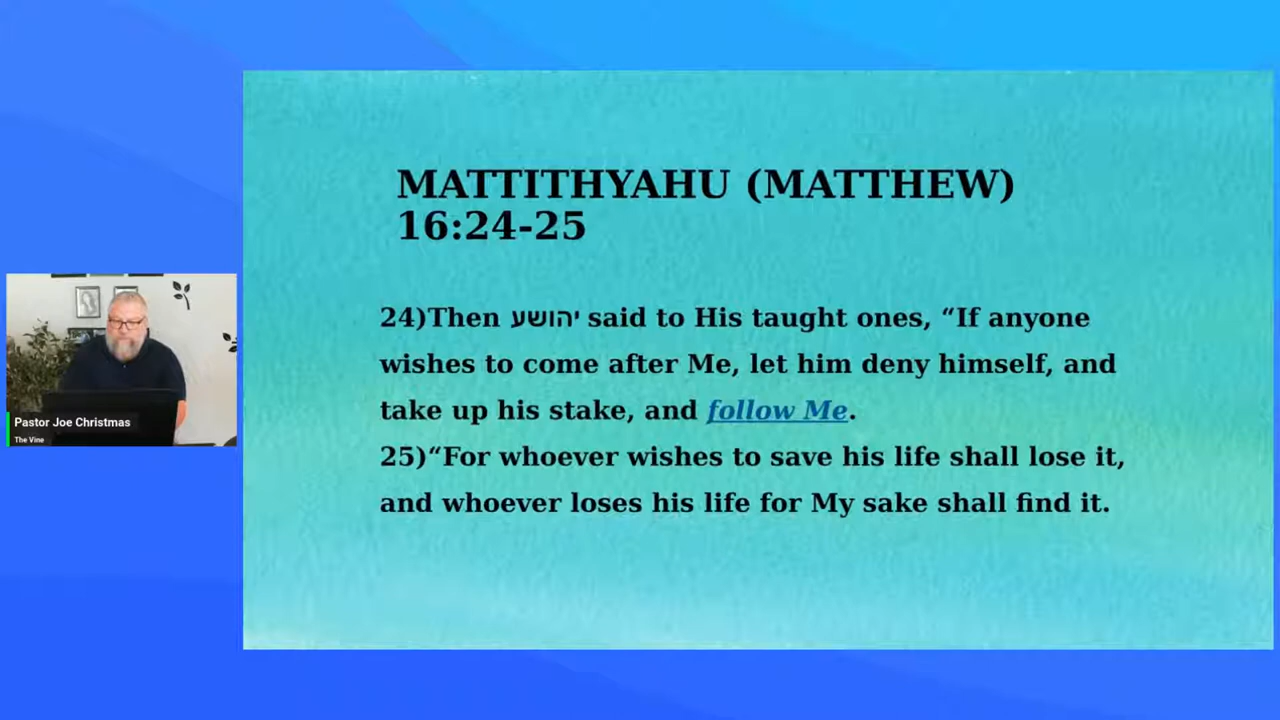 MATTITHYAHU (MATTHEW)
16:24-25
24)Then יהושע said to His taught ones, “If anyone
wishes to come after Me, let him deny himself, and
take up his stake, and follow Me.
25)“For whoever wishes to save his life shall lose it,
and whoever loses his life for My sake shall find it.
Pastor Joe Christmas
The Vine